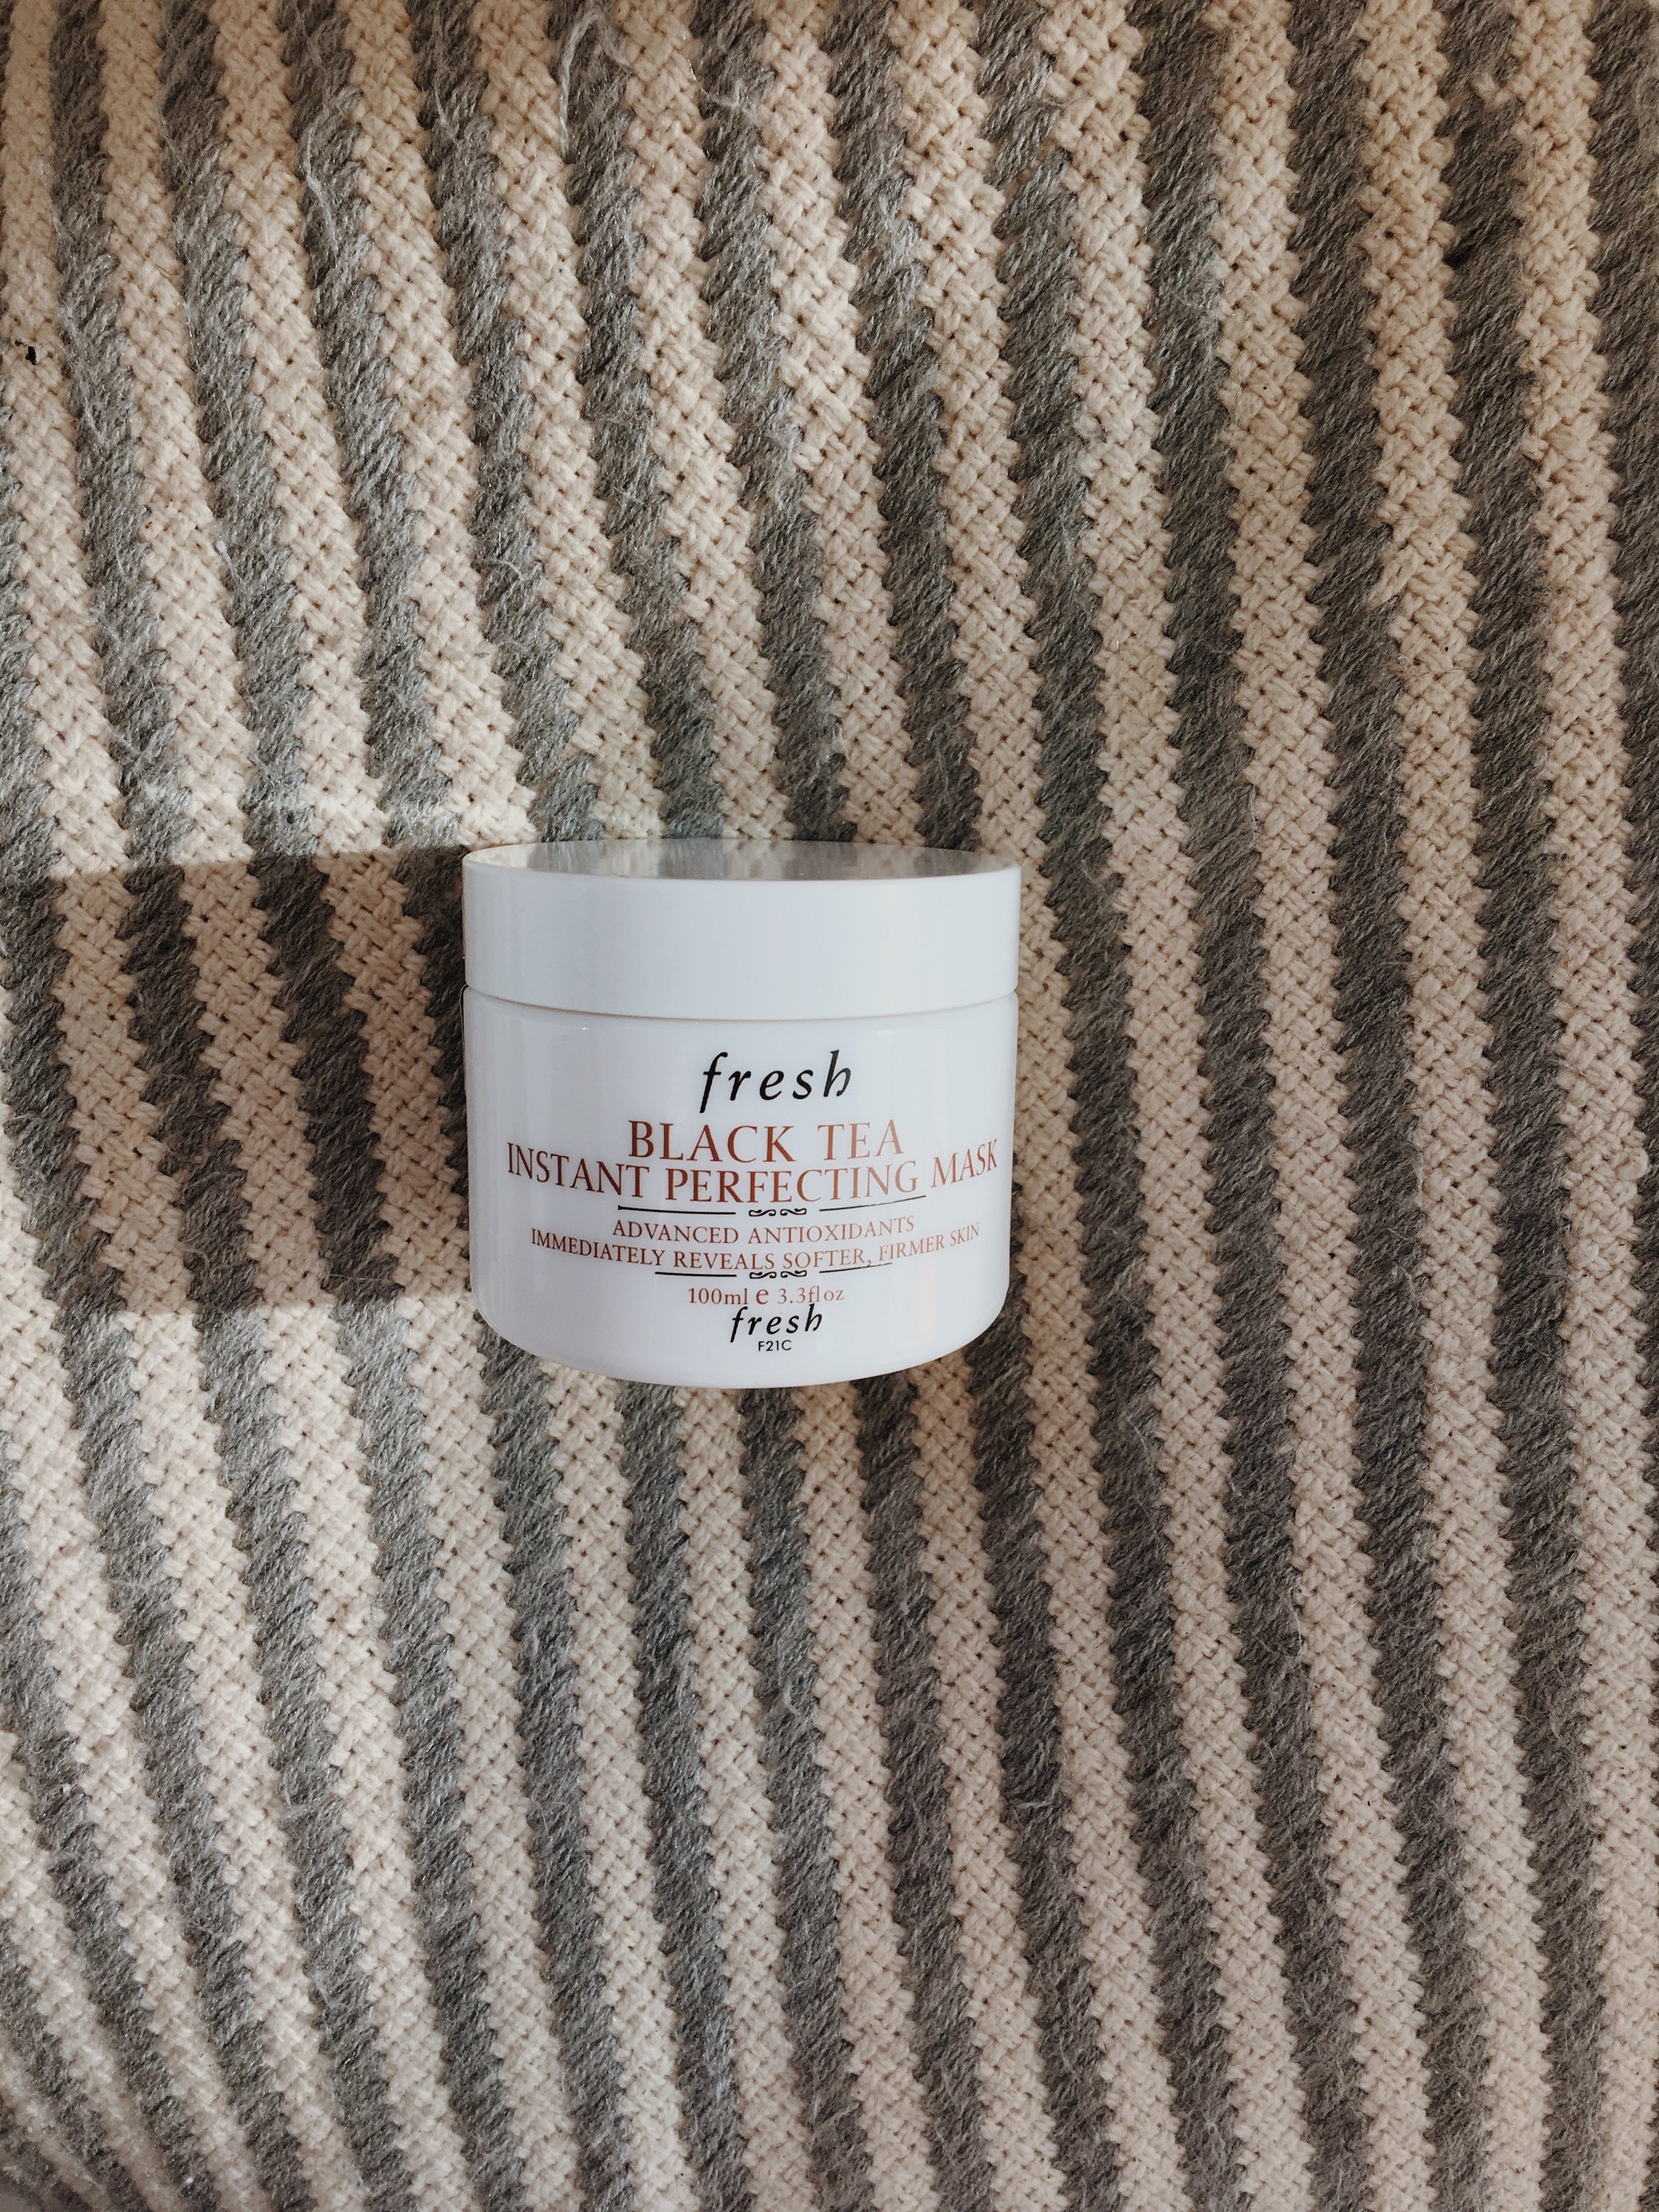 fresh
BLACK TEA
INSTANT PERFECTING MASK
ADVANCED ANTIOXIDANTS
IMMEDIATELY REVEALS SOFTER, FIRMER SKIN
100ml e 3.3fl oz
fresh
F21C